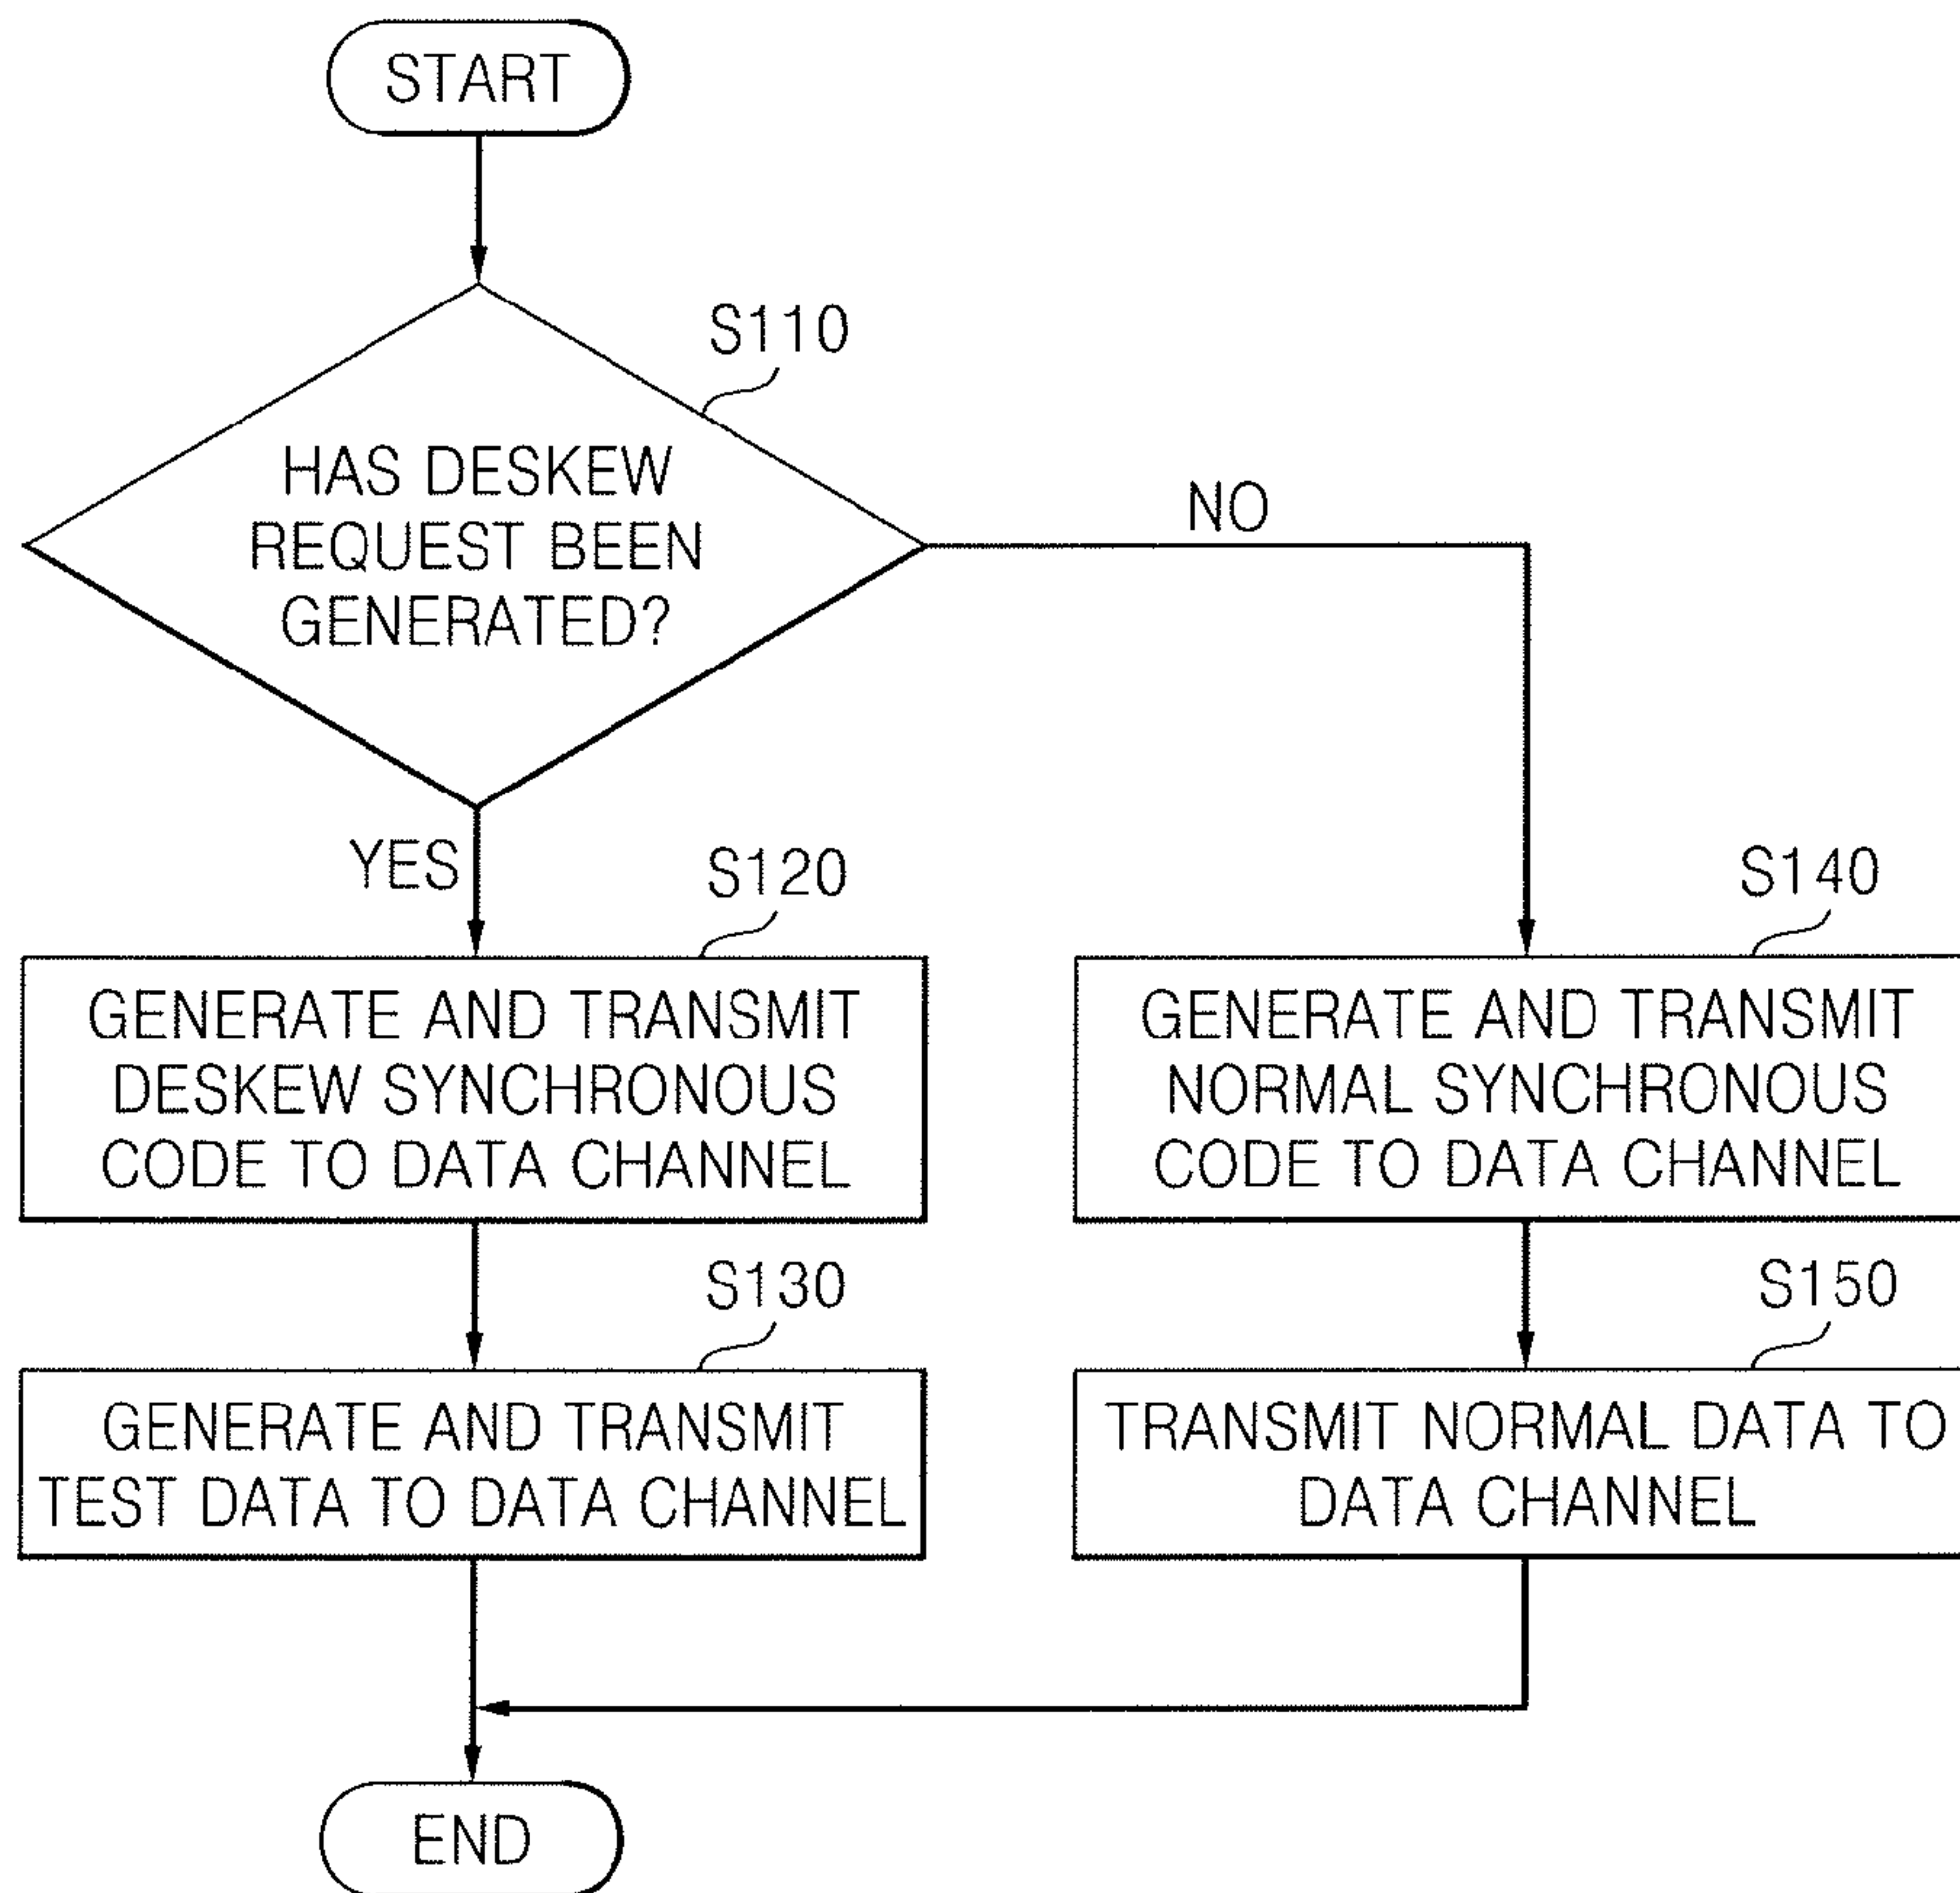 START
S110
HAS DESKEW
REQUEST BEEN
GENERATED?
NO
YES
S120
GENERATE AND TRANSMIT
DESKEW SYNCHRONOUS
CODE TO DATA CHANNEL
S140
GENERATE AND TRANSMIT
NORMAL SYNCHRONOUS
CODE TO DATA CHANNEL
S130
GENERATE AND TRANSMIT
TEST DATA TO DATA CHANNEL
S150
TRANSMIT NORMAL DATA TO
DATA CHANNEL
END